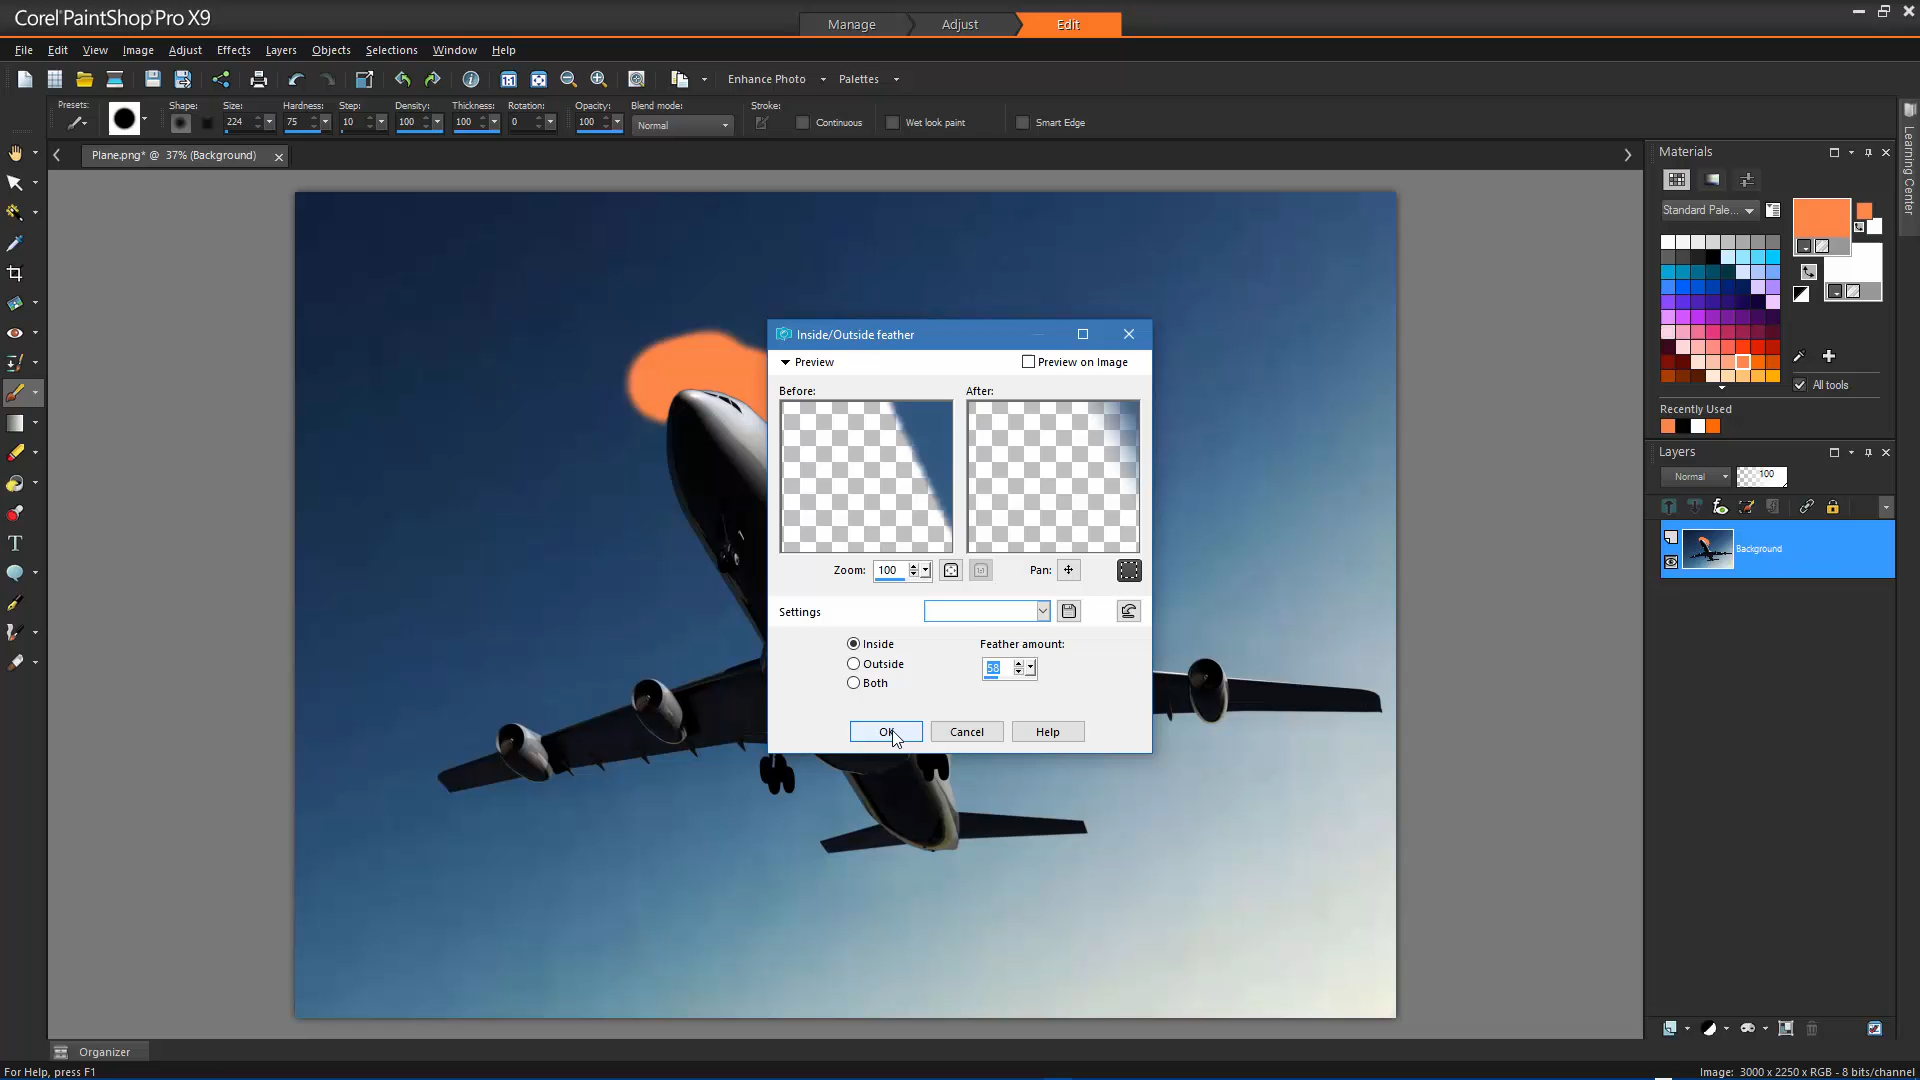 Corel PaintShop Pro X9
Manage
Adjust
Edit
File
Edit
View
Image
Adjust
Effects
Layers
Objects
Selections
Window
Help
1:1
Enhance Photo
Palettes
Presets:
Shape:
Size:
Hardness:
Step:
Density:
Thickness:
Rotation:
Opacity:
Blend mode:
Stroke:
224
75
10
100
100
0
100
Normal
Continuous
Wet look paint
Smart Edge
Plane.png* @ 37% (Background)
Inside/Outside feather
Preview
Preview on Image
Before:
After:
Zoom:
100
Pan:
Settings
Inside
Outside
Both
Feather amount:
58
OK
Cancel
Help
Materials
Standard Pale...
All tools
Recently Used
Layers
Normal
100
Background
Learning Center
Organizer
For Help, press F1
Image: 3000 x 2250 x RGB - 8 bits/channel